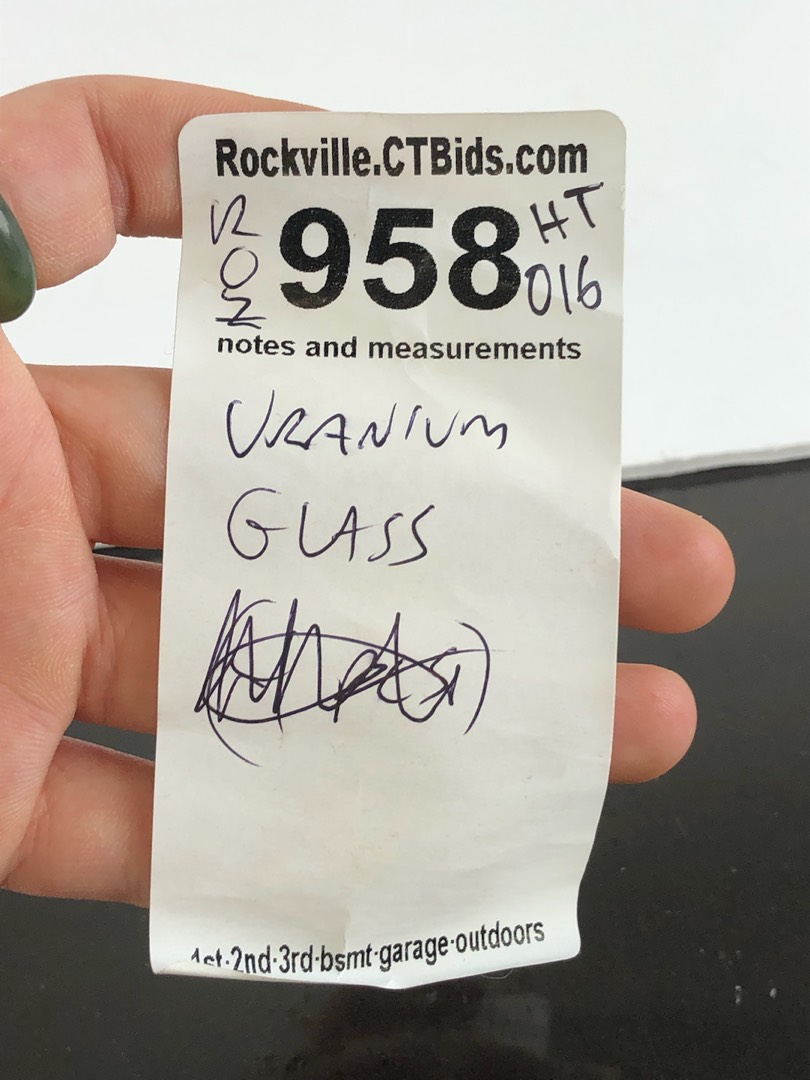 Rockville.CTBids.com
958
HT
016
notes and measurements
URANIUM
GLASS
1st·2nd·3rd·bsmt·garage·outdoors